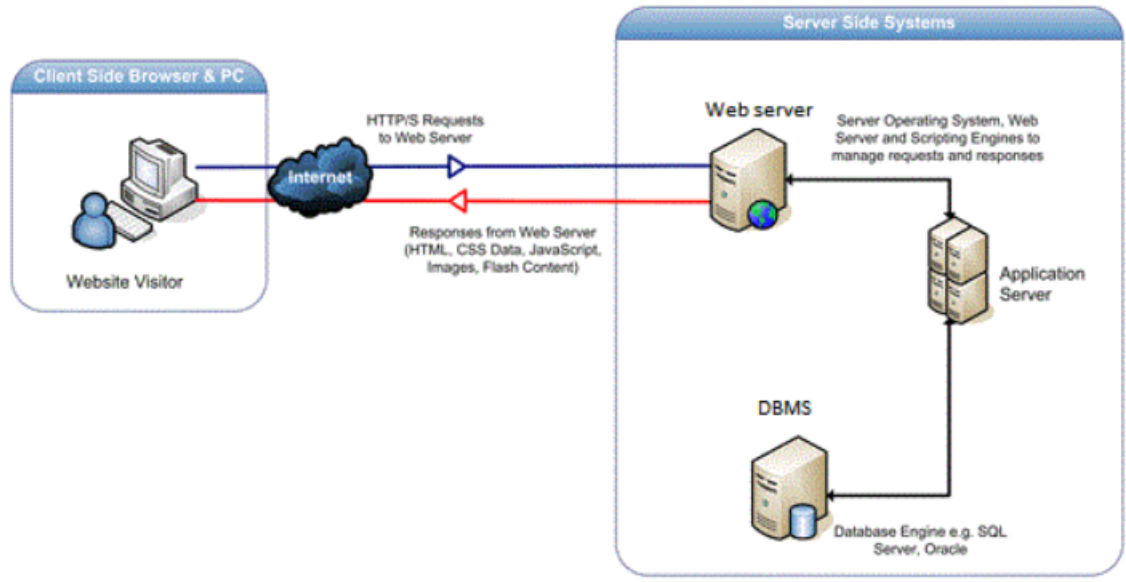 Server Side Systems
Client Side Browser & PC
HTTP/S Requests
to Web Server
Web server
Server Operating System, Web
Server and Scripting Engines to
manage requests and responses
Internet
Responses from Web Server
(HTML, CSS Data, JavaScript,
Images, Flash Content)
Website Visitor
Application
Server
DBMS
Database Engine e.g. SQL
Server, Oracle